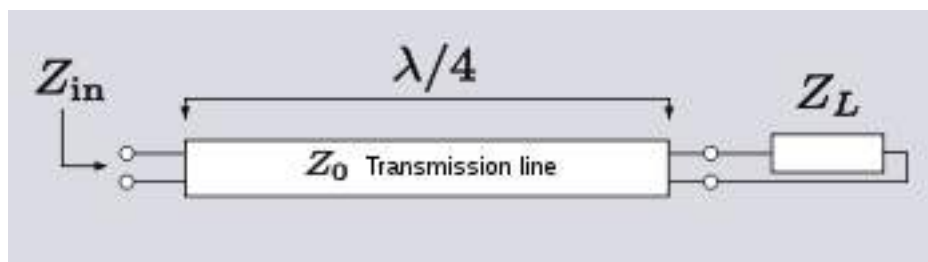 λ/4
Z_in
Z_L
Z_0 Transmission line